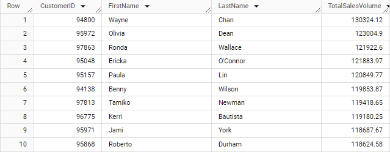 Row CustomerID FirstName LastName TotalSalesVolume
1 94800 Wayne Chan 130324.12
2 95972 Olivia Dean 123004.9
3 97863 Ronda Wallace 121922.6
4 95048 Ericka O'Connor 121883.97
5 95157 Paula Lin 120849.77
6 94138 Benny Wilson 119853.87
7 97813 Tamiko Newman 119418.65
8 96775 Kerri Bautista 119180.25
9 95971 Jami York 118687.67
10 95868 Roberto Durham 118624.58